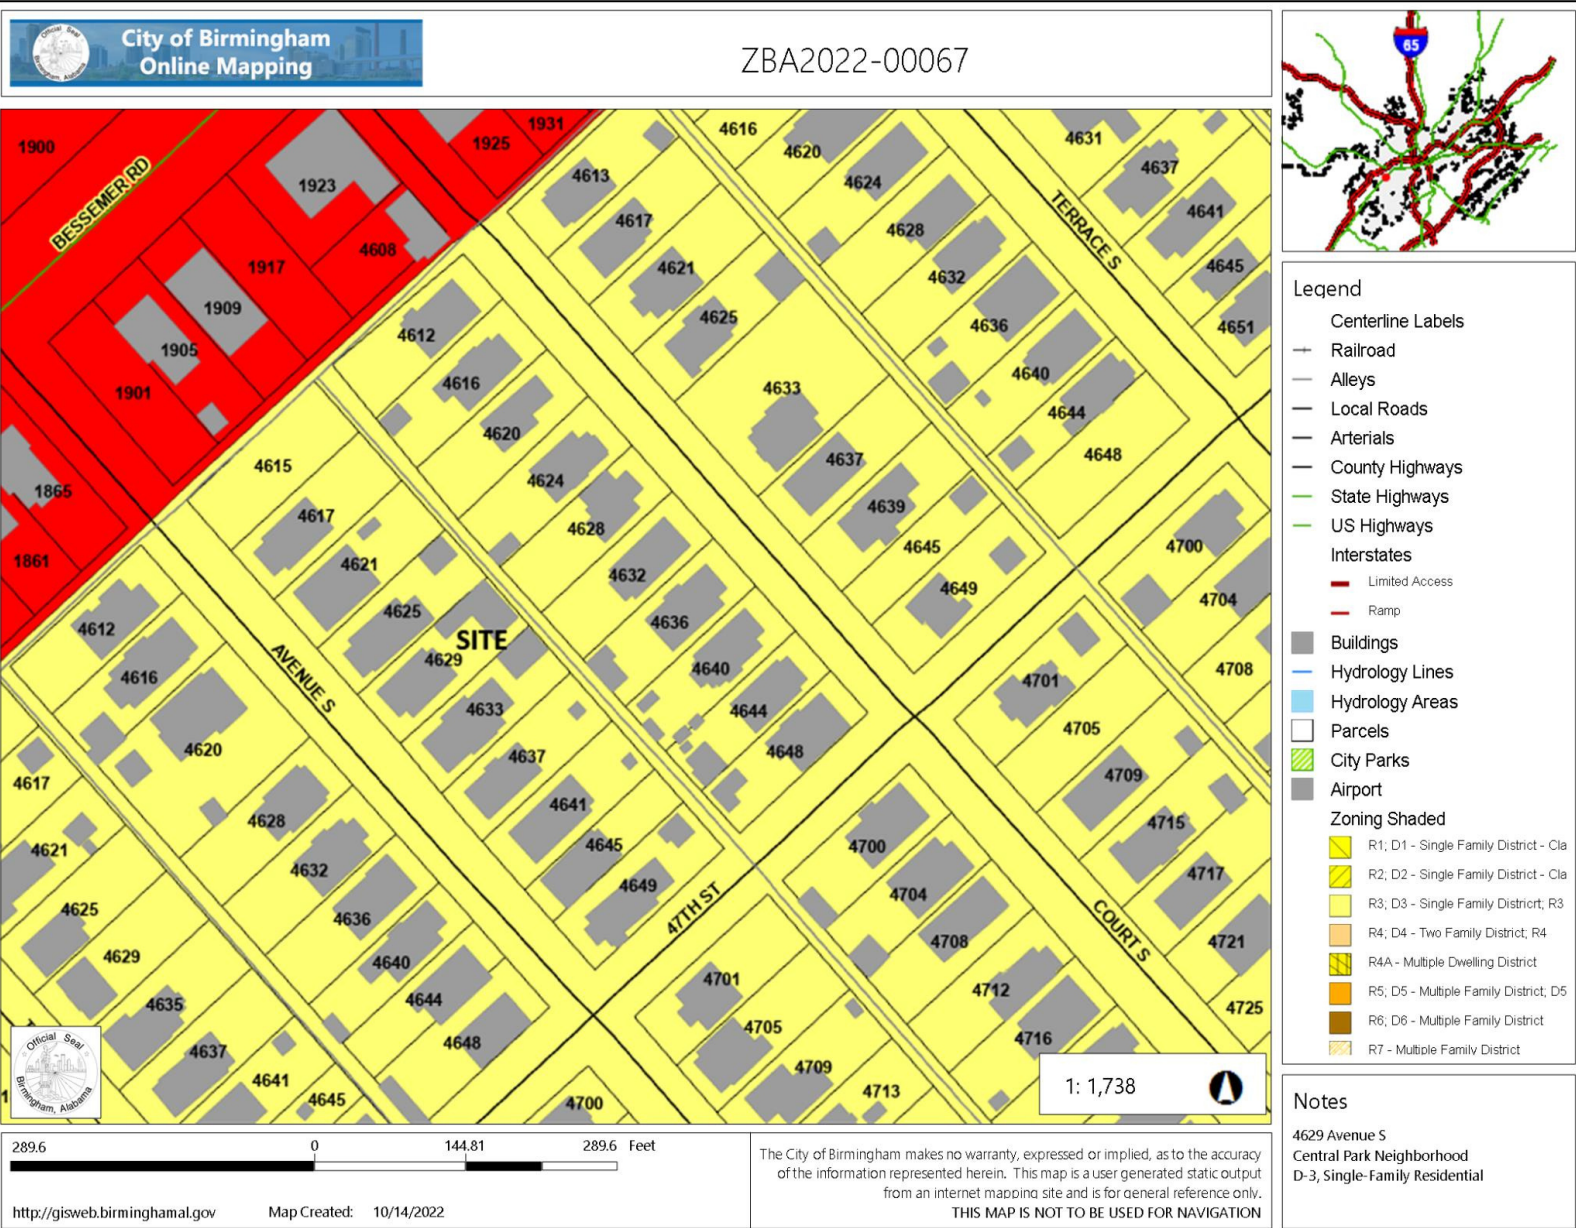 City of Birmingham
Online Mapping
ZBA2022-00067
65
1900
BESSEMER RD
1923
1925
1931
1917
4608
1909
1905
1901
1865
1861
4613
4617
4621
4625
4616
4620
4624
4628
4632
4636
4640
4644
4648
TERRACE S
4631
4637
4641
4645
4651
4612
4616
4620
4624
4628
4632
4636
4640
4644
4648
4633
4637
4639
4645
4649
4615
4617
4621
4625
SITE
4629
4633
4637
4641
4645
4649
AVENUE S
47TH ST
COURT S
4612
4616
4620
4628
4632
4636
4640
4644
4648
4617
4621
4625
4629
4635
4637
4641
4645
4700
4701
4705
4709
4713
4700
4704
4708
4712
4716
4701
4705
4709
4715
4717
4721
4725
4700
4704
4708
Official Seal
Birmingham, Alabama
1: 1,738
Legend
Centerline Labels
Railroad
Alleys
Local Roads
Arterials
County Highways
State Highways
US Highways
Interstates
Limited Access
Ramp
Buildings
Hydrology Lines
Hydrology Areas
Parcels
City Parks
Airport
Zoning Shaded
R1; D1 - Single Family District - Cla
R2; D2 - Single Family District - Cla
R3; D3 - Single Family Districrt; R3
R4; D4 - Two Family District; R4
R4A - Multiple Dwelling District
R5; D5 - Multiple Family District; D5
R6; D6 - Multiple Family District
R7 - Multiple Family District
Notes
4629 Avenue S
Central Park Neighborhood
D-3, Single-Family Residential
289.6 0 144.81 289.6 Feet
http://gisweb.birminghamal.gov Map Created: 10/14/2022
The City of Birmingham makes no warranty, expressed or implied, as to the accuracy
of the information represented herein. This map is a user generated static output
from an internet mapping site and is for general reference only.
THIS MAP IS NOT TO BE USED FOR NAVIGATION